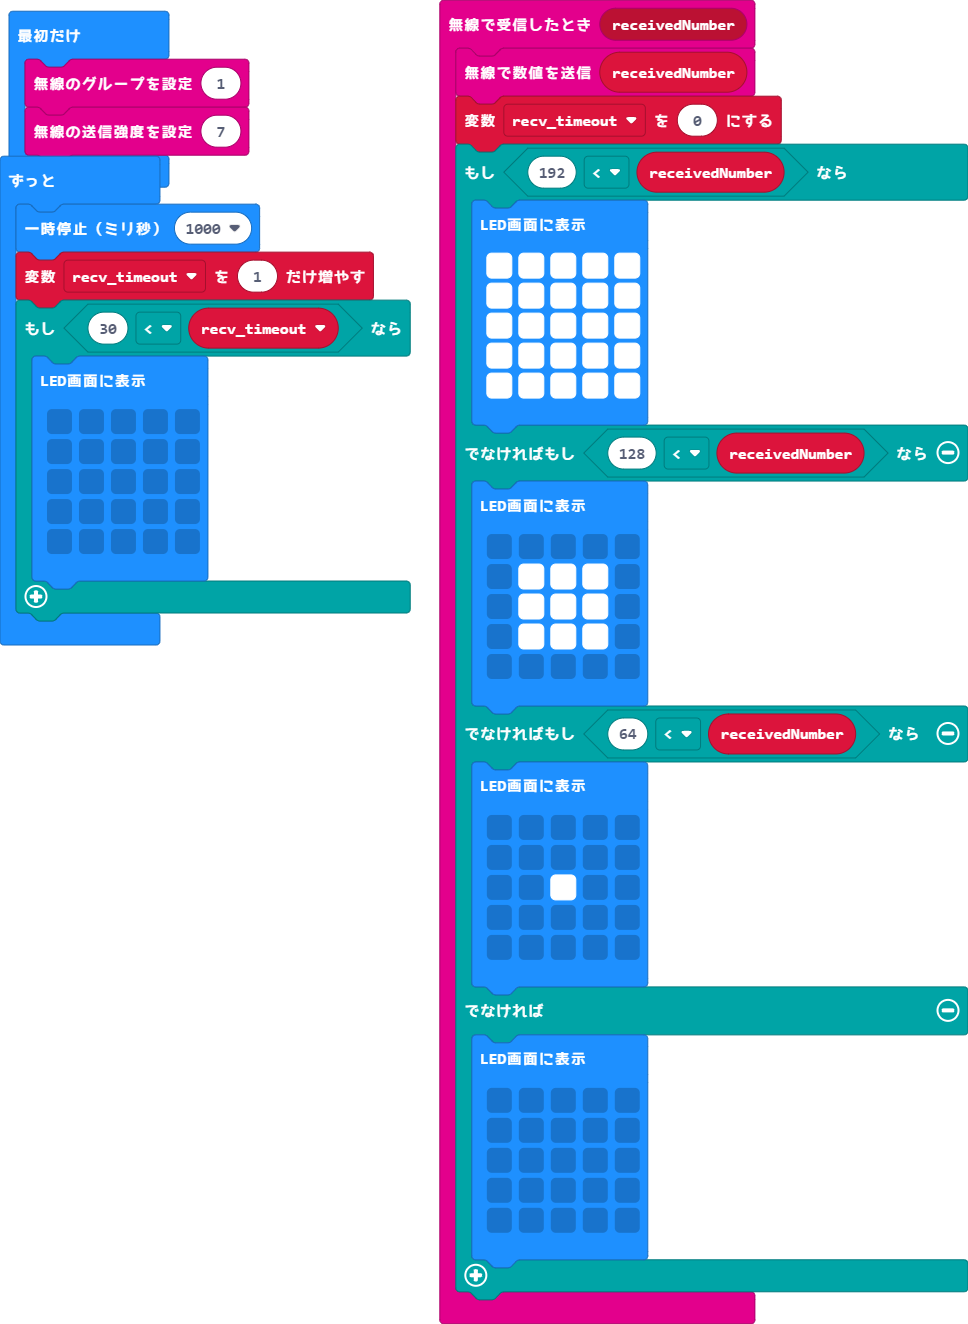 最初だけ
無線のグループを設定 1
無線の送信強度を設定 7
ずっと
一時停止（ミリ秒） 1000
変数 recv_timeout を 1 だけ増やす
もし 30 < recv_timeout なら
LED画面に表示
無線で受信したとき receivedNumber
無線で数値を送信 receivedNumber
変数 recv_timeout を 0 にする
もし 192 < receivedNumber なら
LED画面に表示
でなければもし 128 < receivedNumber なら
LED画面に表示
でなければもし 64 < receivedNumber なら
LED画面に表示
でなければ
LED画面に表示